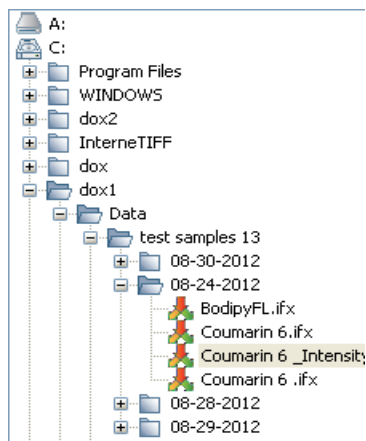 A:
C:
Program Files
WINDOWS
dox2
InterneTIFF
dox
dox1
Data
test samples 13
08-30-2012
08-24-2012
BodipyFL.ifx
Coumarin 6.ifx
Coumarin 6 _Intensity
Coumarin 6 .ifx
08-28-2012
08-29-2012